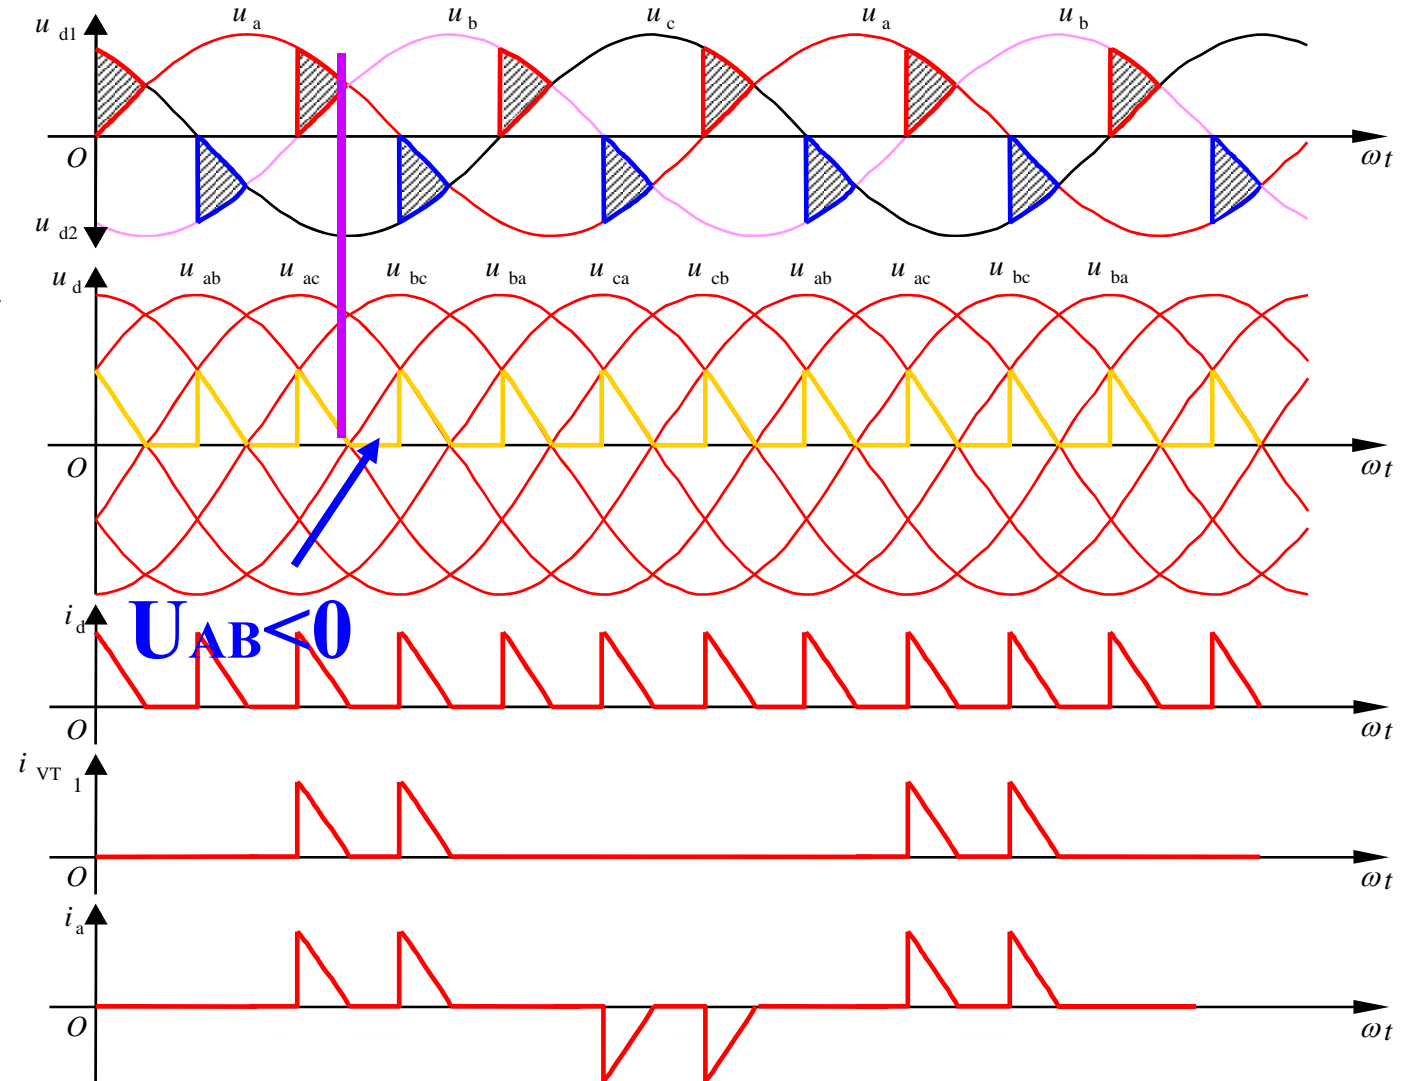 u d1 u a u b u c u a u b
O ωt
u d2
u d u ab u ac u bc u ba u ca u cb u ab u ac u bc u ba
O ωt
UAB<0
i d
O ωt
i VT 1
O ωt
i a
O ωt